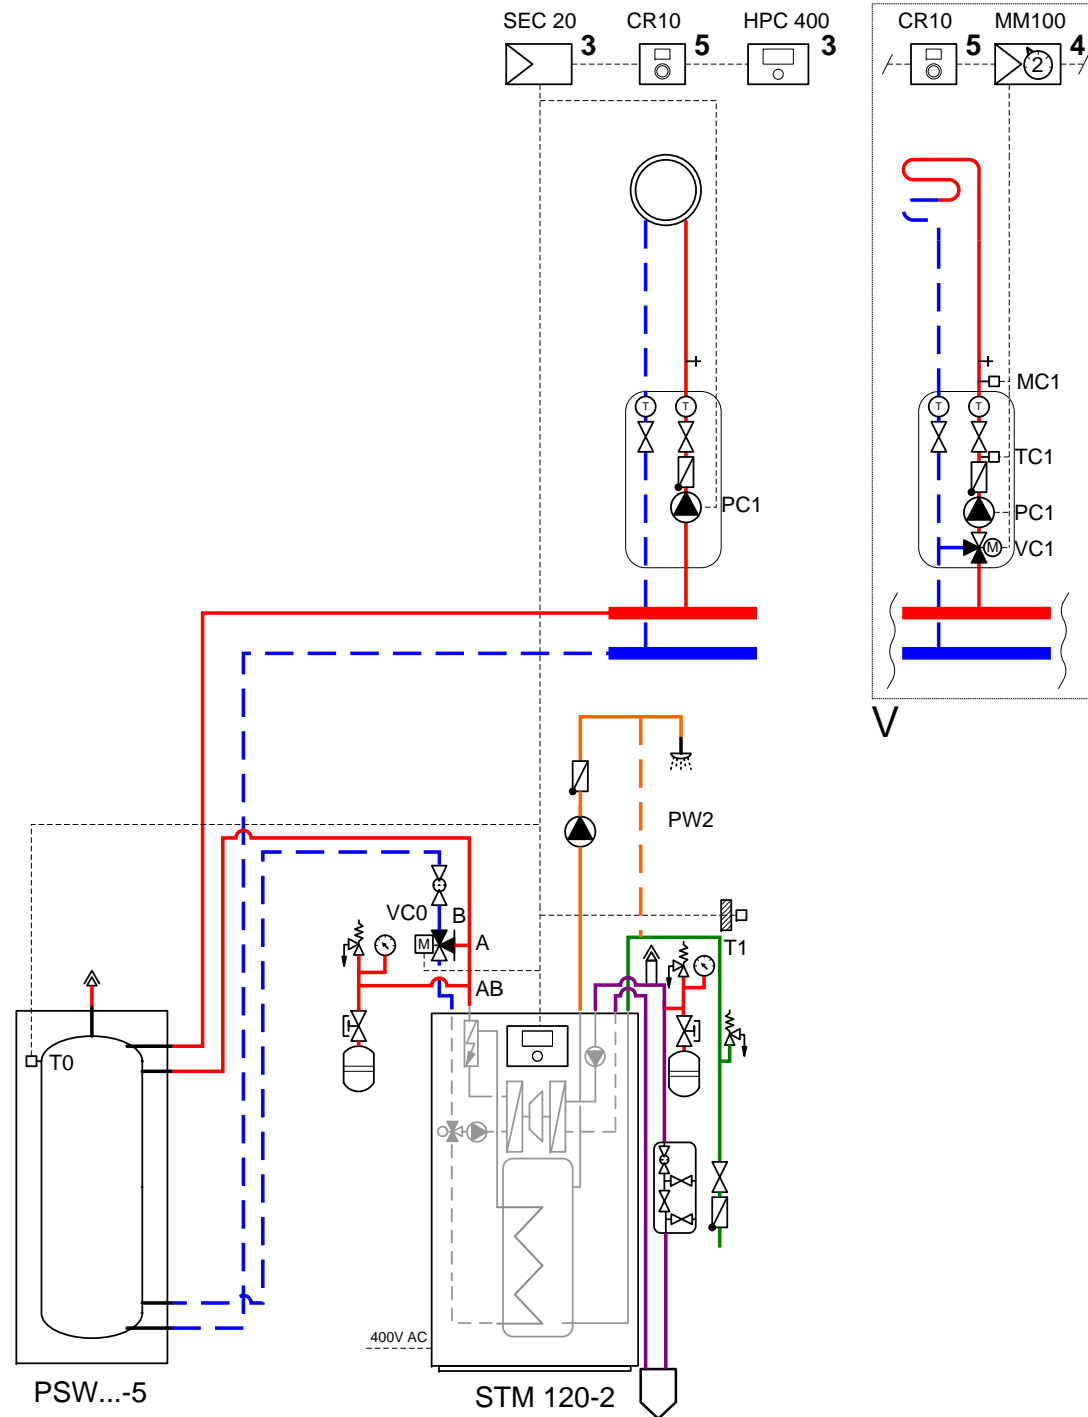 SEC 20 CR10 HPC 400 CR10 MM100
3 5 3 5 4
2
MC1
T T T T
TC1
PC1 PC1
M VC1
V
PW2
VC0 B
M A T1
AB
T0
400V AC
PSW...-5 STM 120-2